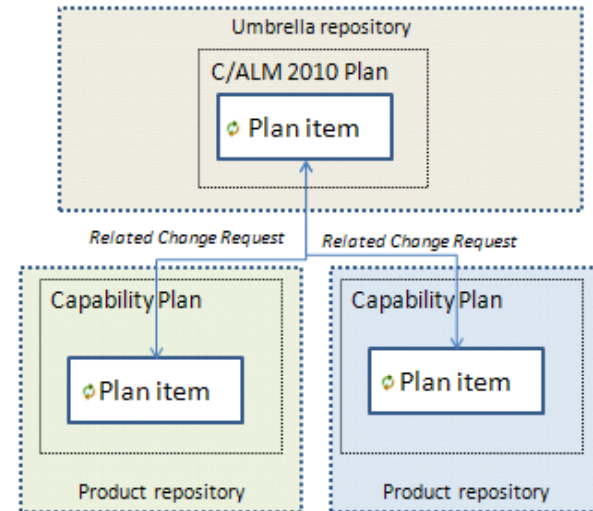 Umbrella repository
C/ALM 2010 Plan
Plan item
Related Change Request
Related Change Request
Capability Plan
Plan item
Product repository
Capability Plan
Plan item
Product repository